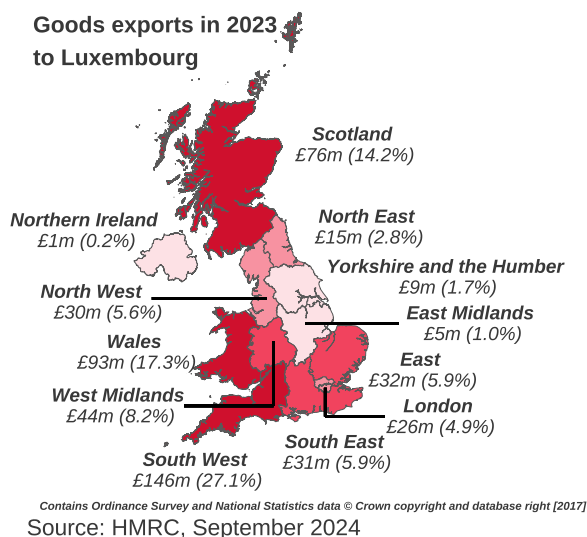 Goods exports in 2023
to Luxembourg
Scotland
£76m (14.2%)
Northern Ireland
£1m (0.2%)
North East
£15m (2.8%)
Yorkshire and the Humber
£9m (1.7%)
North West
£30m (5.6%)
East Midlands
£5m (1.0%)
Wales
£93m (17.3%)
East
£32m (5.9%)
West Midlands
£44m (8.2%)
London
£26m (4.9%)
South East
£31m (5.9%)
South West
£146m (27.1%)
Contains Ordinance Survey and National Statistics data © Crown copyright and database right [2017]
Source: HMRC, September 2024